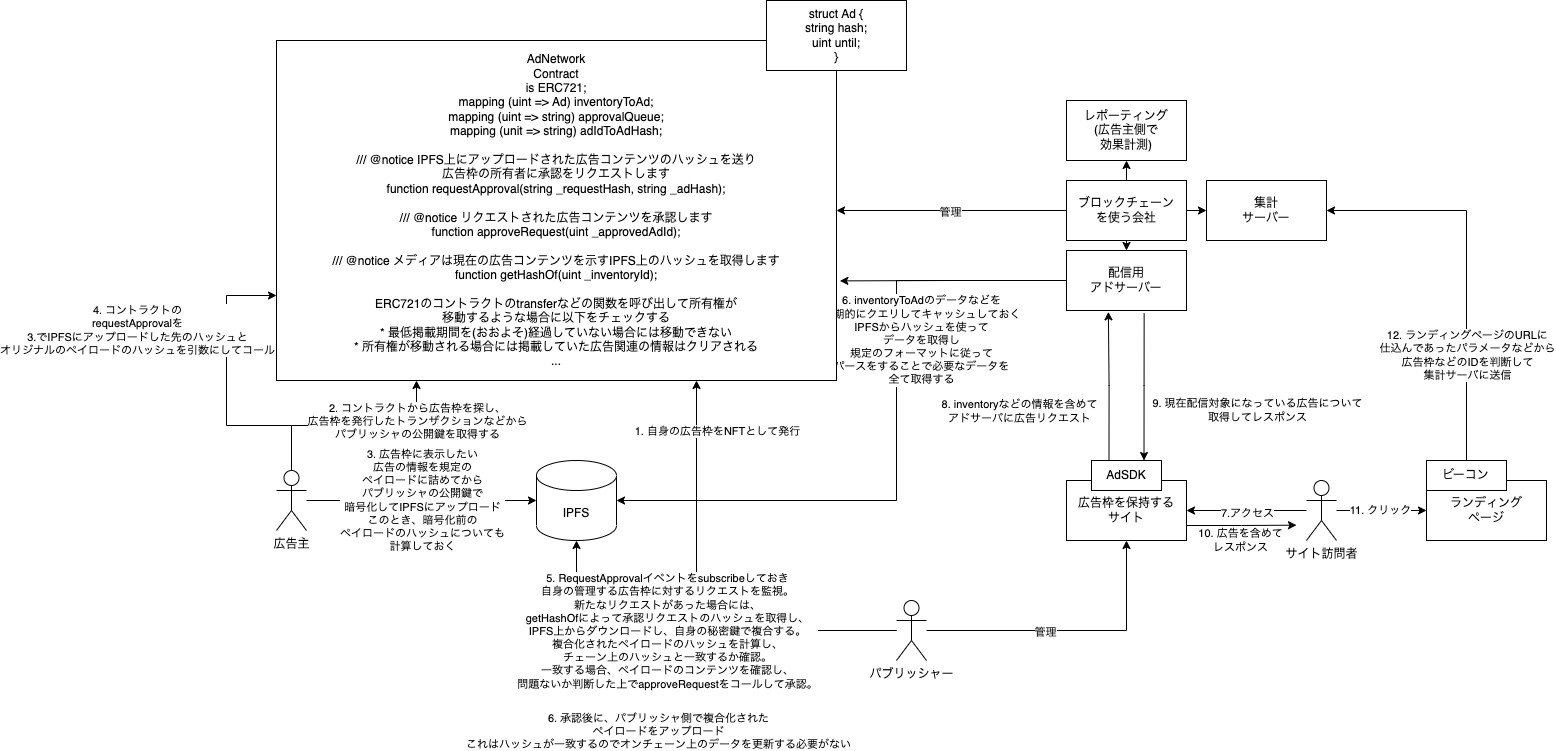 struct Ad {
string hash;
uint until;
}
AdNetwork
Contract
is ERC721;
mapping (uint => Ad) inventoryToAd;
mapping (uint => string) approvalQueue;
mapping (unit => string) adIdToAdHash;
/// @notice IPFS上にアップロードされた広告コンテンツのハッシュを送り
広告枠の所有者に承認をリクエストします
function requestApproval(string _requestHash, string _adHash);
/// @notice リクエストされた広告コンテンツを承認します
function approveRequest(uint _approvedAdId);
/// @notice メディアは現在の広告コンテンツを示すIPFS上のハッシュを取得します
function getHashOf(uint _inventoryId);
ERC721のコントラクトのtransferなどの関数を呼び出して所有権が
移動するような場合に以下をチェックする
* 最低掲載期間を(おおよそ)経過していない場合には移動できない
* 所有権が移動される場合には掲載していた広告関連の情報はクリアされる
...
レポーティング
(広告主側で
効果計測)
ブロックチェーン
を使う会社
集計
サーバー
管理
配信用
アドサーバー
4. コントラクトの
requestApprovalを
3.でIPFSにアップロードした先のハッシュと
オリジナルのペイロードのハッシュを引数にしてコール
6. inventoryToAdのデータなどを
期的にクエリしてキャッシュしておく
IPFSからハッシュを使って
データを取得し
規定のフォーマットに従って
パースをすることで必要なデータを
全て取得する
12. ランディングページのURLに
仕込んであったパラメータなどから
広告枠などのIDを判断して
集計サーバに送信
2. コントラクトから広告枠を探し、
広告枠を発行したトランザクションなどから
パブリッシャの公開鍵を取得する
1. 自身の広告枠をNFTとして発行
8. inventoryなどの情報を含めて
アドサーバに広告リクエスト
9. 現在配信対象になっている広告について
取得してレスポンス
3. 広告枠に表示したい
広告の情報を規定の
ペイロードに詰めてから
パブリッシャの公開鍵で
暗号化してIPFSにアップロード
このとき、暗号化前の
ペイロードのハッシュについても
計算しておく
広告主
IPFS
AdSDK
広告枠を保持する
サイト
7.アクセス
10. 広告を含めて
レスポンス
サイト訪問者
11. クリック
ビーコン
ランディング
ページ
5. RequestApprovalイベントをsubscribeしておき
自身の管理する広告枠に対するリクエストを監視。
新たなリクエストがあった場合には、
getHashOfによって承認リクエストのハッシュを取得し、
IPFS上からダウンロードし、自身の秘密鍵で複合する。
複合化されたペイロードのハッシュを計算し、
チェーン上のハッシュと一致するか確認。
一致する場合、ペイロードのコンテンツを確認し、
問題ないか判断した上でapproveRequestをコールして承認。
パブリッシャー
管理
6. 承認後に、パブリッシャ側で複合化された
ペイロードをアップロード
これはハッシュが一致するのでオンチェーン上のデータを更新する必要がない